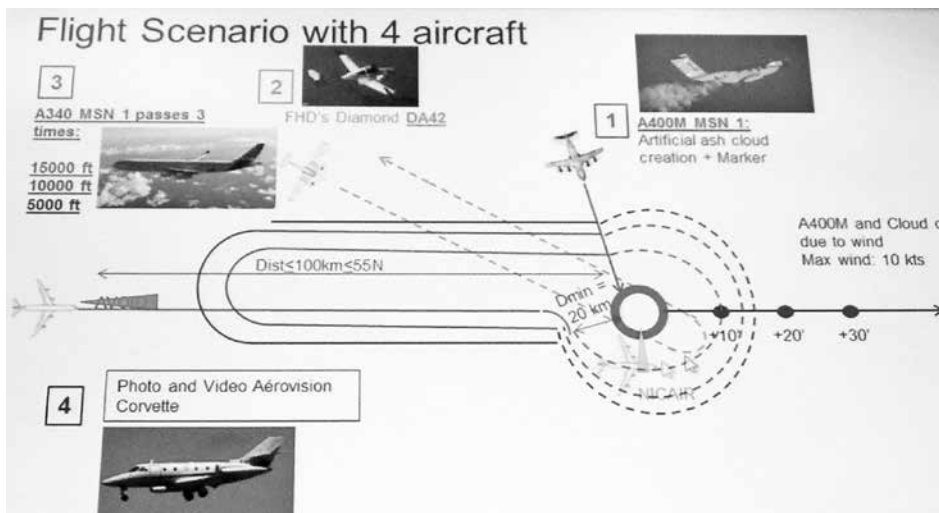 Flight Scenario with 4 aircraft
3
A340 MSN 1 passes 3
times:
15000 ft
10000 ft
5000 ft
2
FHD's Diamond DA42
1
A400M MSN 1:
Artificial ash cloud
creation + Marker
A400M and Cloud
due to wind
Max wind: 10 kts
Dist≤100km≤55N
Dmin =
20 km
+10'
+20'
+30'
NICAIR
4
Photo and Video Aérovision
Corvette